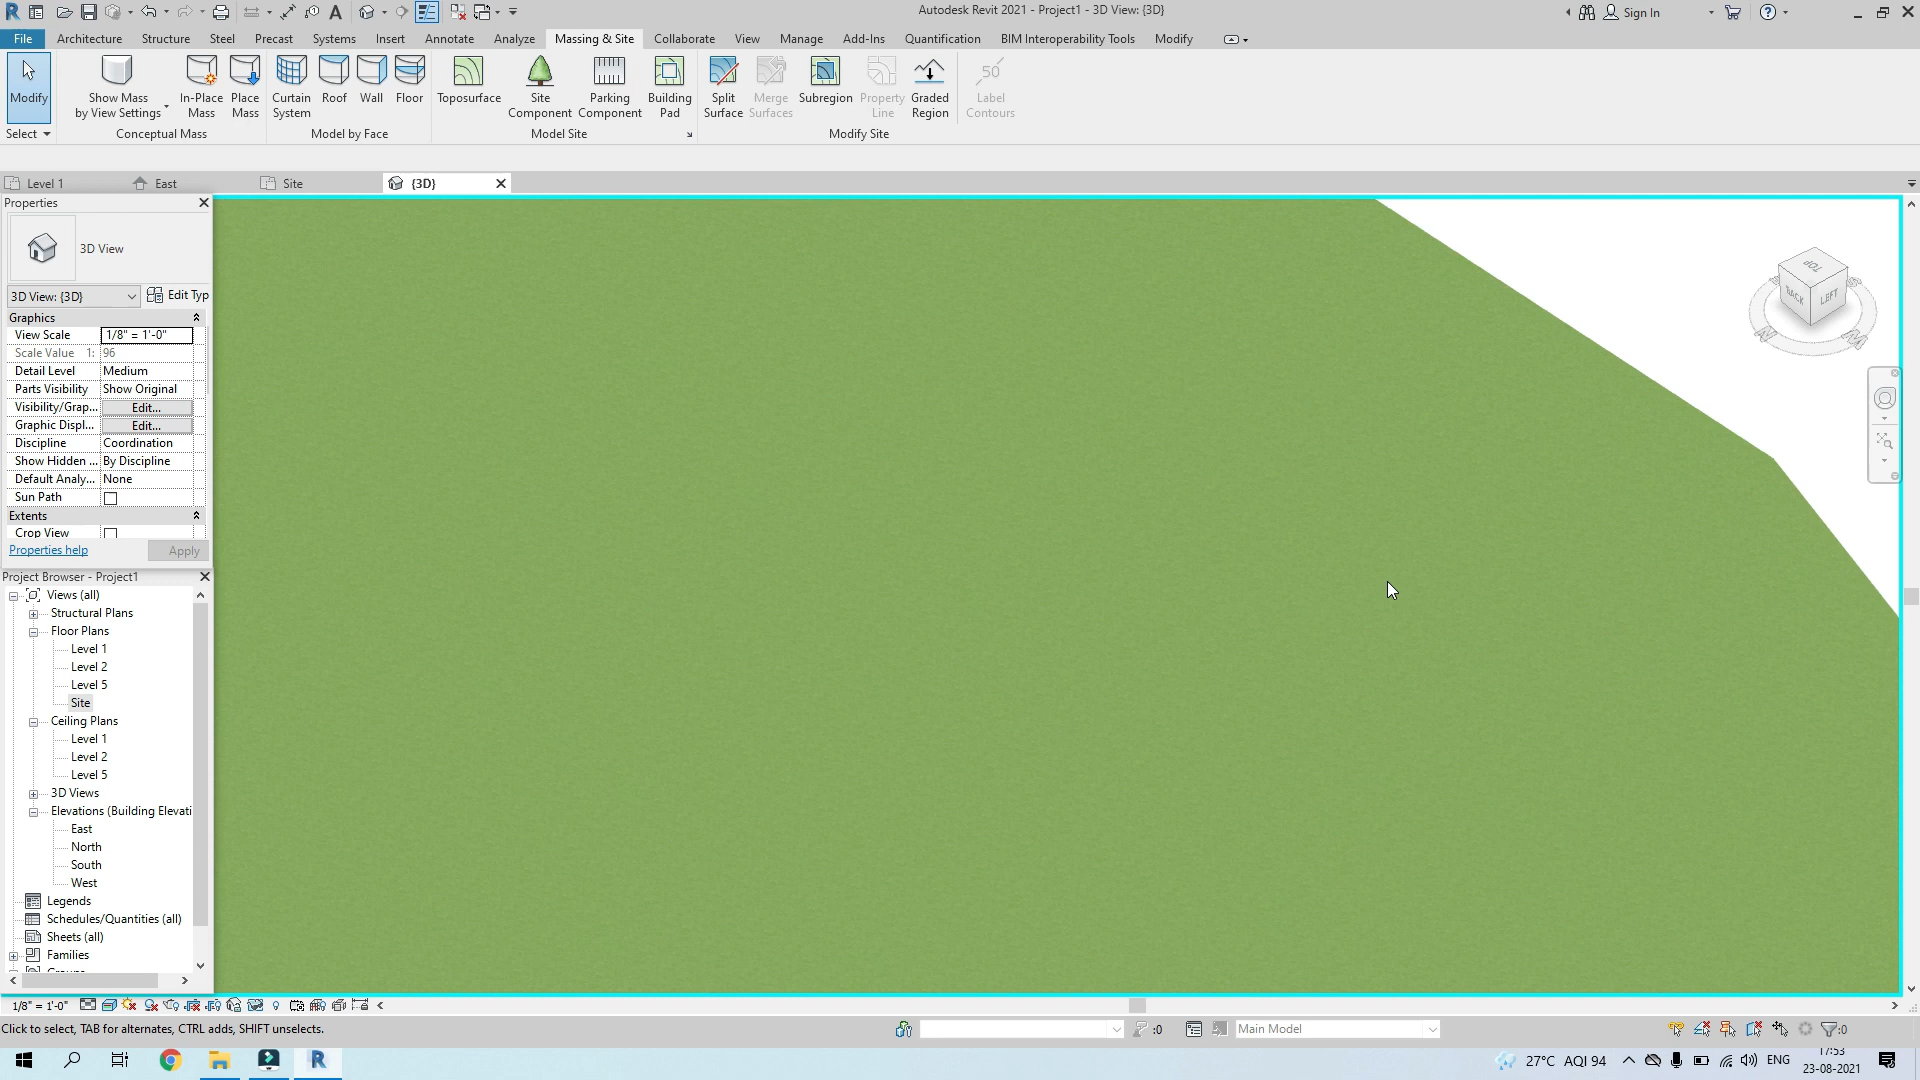 Autodesk Revit 2021 - Project1 - 3D View: {3D}
Sign In
File Architecture Structure Steel Precast Systems Insert Annotate Analyze Massing & Site Collaborate View Manage Add-Ins Quantification BIM Interoperability Tools Modify
Modify
Show Mass
by View Settings
In-Place
Mass
Place
Mass
Curtain
System
Roof
Wall
Floor
Toposurface
Site
Component
Parking
Component
Building
Pad
Split
Surface
Merge
Surfaces
Subregion
Property
Line
Graded
Region
50
Label
Contours
Select
Conceptual Mass
Model by Face
Model Site
Modify Site
Level 1
East
Site
{3D}
Properties
3D View
3D View: {3D}
Edit Typ
Graphics
View Scale 1/8" = 1'-0"
Scale Value 1: 96
Detail Level Medium
Parts Visibility Show Original
Visibility/Grap... Edit...
Graphic Displ... Edit...
Discipline Coordination
Show Hidden ... By Discipline
Default Analy... None
Sun Path
Extents
Crop View
Properties help
Apply
TOP
BACK
LEFT
Project Browser - Project1
Views (all)
Structural Plans
Floor Plans
Level 1
Level 2
Level 5
Site
Ceiling Plans
Level 1
Level 2
Level 5
3D Views
Elevations (Building Elevati
East
North
South
West
Legends
Schedules/Quantities (all)
Sheets (all)
Families
1/8" = 1'-0"
Click to select, TAB for alternates, CTRL adds, SHIFT unselects.
:0
Main Model
:0
27°C AQI 94
ENG
17:53
23-08-2021